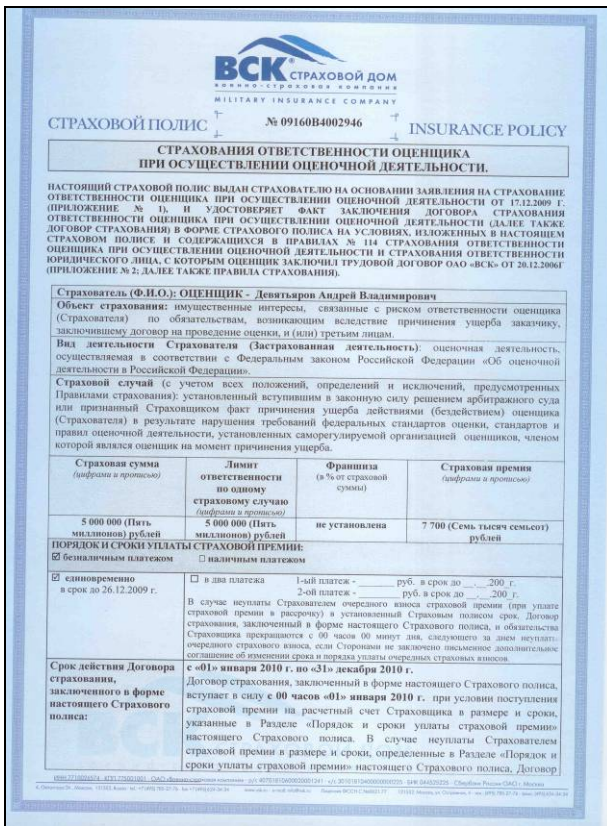 ВСК® СТРАХОВОЙ ДОМ
военно-страховая компания
MILITARY INSURANCE COMPANY
СТРАХОВОЙ ПОЛИС № 09160B4002946 INSURANCE POLICY
СТРАХОВАНИЯ ОТВЕТСТВЕННОСТИ ОЦЕНЩИКА
ПРИ ОСУЩЕСТВЛЕНИИ ОЦЕНОЧНОЙ ДЕЯТЕЛЬНОСТИ.
НАСТОЯЩИЙ СТРАХОВОЙ ПОЛИС ВЫДАН СТРАХОВАТЕЛЮ НА ОСНОВАНИИ ЗАЯВЛЕНИЯ НА СТРАХОВАНИЕ
ОТВЕТСТВЕННОСТИ ОЦЕНЩИКА ПРИ ОСУЩЕСТВЛЕНИИ ОЦЕНОЧНОЙ ДЕЯТЕЛЬНОСТИ ОТ 17.12.2009 Г.
(ПРИЛОЖЕНИЕ № 1), И УДОСТОВЕРЯЕТ ФАКТ ЗАКЛЮЧЕНИЯ ДОГОВОРА СТРАХОВАНИЯ
ОТВЕТСТВЕННОСТИ ОЦЕНЩИКА ПРИ ОСУЩЕСТВЛЕНИИ ОЦЕНОЧНОЙ ДЕЯТЕЛЬНОСТИ (ДАЛЕЕ ТАКЖЕ
ДОГОВОР СТРАХОВАНИЯ) В ФОРМЕ СТРАХОВОГО ПОЛИСА НА УСЛОВИЯХ, ИЗЛОЖЕННЫХ В НАСТОЯЩЕМ
СТРАХОВОМ ПОЛИСЕ И СОДЕРЖАЩИХСЯ В ПРАВИЛАХ № 114 СТРАХОВАНИЯ ОТВЕТСТВЕННОСТИ
ОЦЕНЩИКА ПРИ ОСУЩЕСТВЛЕНИИ ОЦЕНОЧНОЙ ДЕЯТЕЛЬНОСТИ И СТРАХОВАНИЯ ОТВЕТСТВЕННОСТИ
ЮРИДИЧЕСКОГО ЛИЦА, С КОТОРЫМ ОЦЕНЩИК ЗАКЛЮЧИЛ ТРУДОВОЙ ДОГОВОР ОАО «ВСК» ОТ 20.12.2006Г
(ПРИЛОЖЕНИЕ № 2; ДАЛЕЕ ТАКЖЕ ПРАВИЛА СТРАХОВАНИЯ).
Страхователь (Ф.И.О.): ОЦЕНЩИК - Девятьяров Андрей Владимирович
Объект страхования: имущественные интересы, связанные с риском ответственности оценщика
(Страхователя) по обязательствам, возникающим вследствие причинения ущерба заказчику,
заключившему договор на проведение оценки, и (или) третьим лицам.
Вид деятельности Страхователя (Застрахованная деятельность): оценочная деятельность,
осуществляемая в соответствии с Федеральным законом Российской Федерации «Об оценочной
деятельности в Российской Федерации».
Страховой случай (с учетом всех положений, определений и исключений, предусмотренных
Правилами страхования): установленный вступившим в законную силу решением арбитражного суда
или признанный Страховщиком факт причинения ущерба действиями (бездействием) оценщика
(Страхователя) в результате нарушения требований федеральных стандартов оценки, стандартов и
правил оценочной деятельности, установленных саморегулируемой организацией оценщиков, членом
которой являлся оценщик на момент причинения ущерба.
Страховая сумма
(цифрами и прописью)
Лимит
ответственности
по одному
страховому случаю
(цифрами и прописью)
Франшиза
(в % от страховой
суммы)
Страховая премия
(цифрами и прописью)
5 000 000 (Пять
миллионов) рублей
5 000 000 (Пять
миллионов) рублей
не установлена
7 700 (Семь тысяч семьсот)
рублей
ПОРЯДОК И СРОКИ УПЛАТЫ СТРАХОВОЙ ПРЕМИИ:
☑ безналичным платежом □ наличным платежом
☑ единовременно
в срок до 26.12.2009 г.
□ в два платежа 1-ый платеж - ________ руб. в срок до __.__.200_г.
2-ой платеж - ________ руб. в срок до __.__.200_г.
В случае неуплаты Страхователем очередного взноса страховой премии (при уплате
страховой премии в рассрочку) в установленный Страховым полисом срок, Договор
страхования, заключенный в форме настоящего Страхового полиса, и обязательства
Страховщика прекращаются с 00 часов 00 минут дня, следующего за днем неуплаты
очередного страхового взноса, если Сторонами не заключено письменное дополнительное
соглашение об изменении срока и порядка уплаты очередных страховых взносов.
Срок действия Договора
страхования,
заключенного в форме
настоящего Страхового
полиса:
с «01» января 2010 г. по «31» декабря 2010 г.
Договор страхования, заключенный в форме настоящего Страхового полиса,
вступает в силу с 00 часов «01» января 2010 г. при условии поступления
страховой премии на расчетный счет Страховщика в размере и сроки,
указанные в Разделе «Порядок и сроки уплаты страховой премии»
настоящего Страхового полиса. В случае неуплаты Страхователем
страховой премии в размере и сроки, определенные в Разделе «Порядок и
сроки уплаты страховой премии» настоящего Страхового полиса, Договор